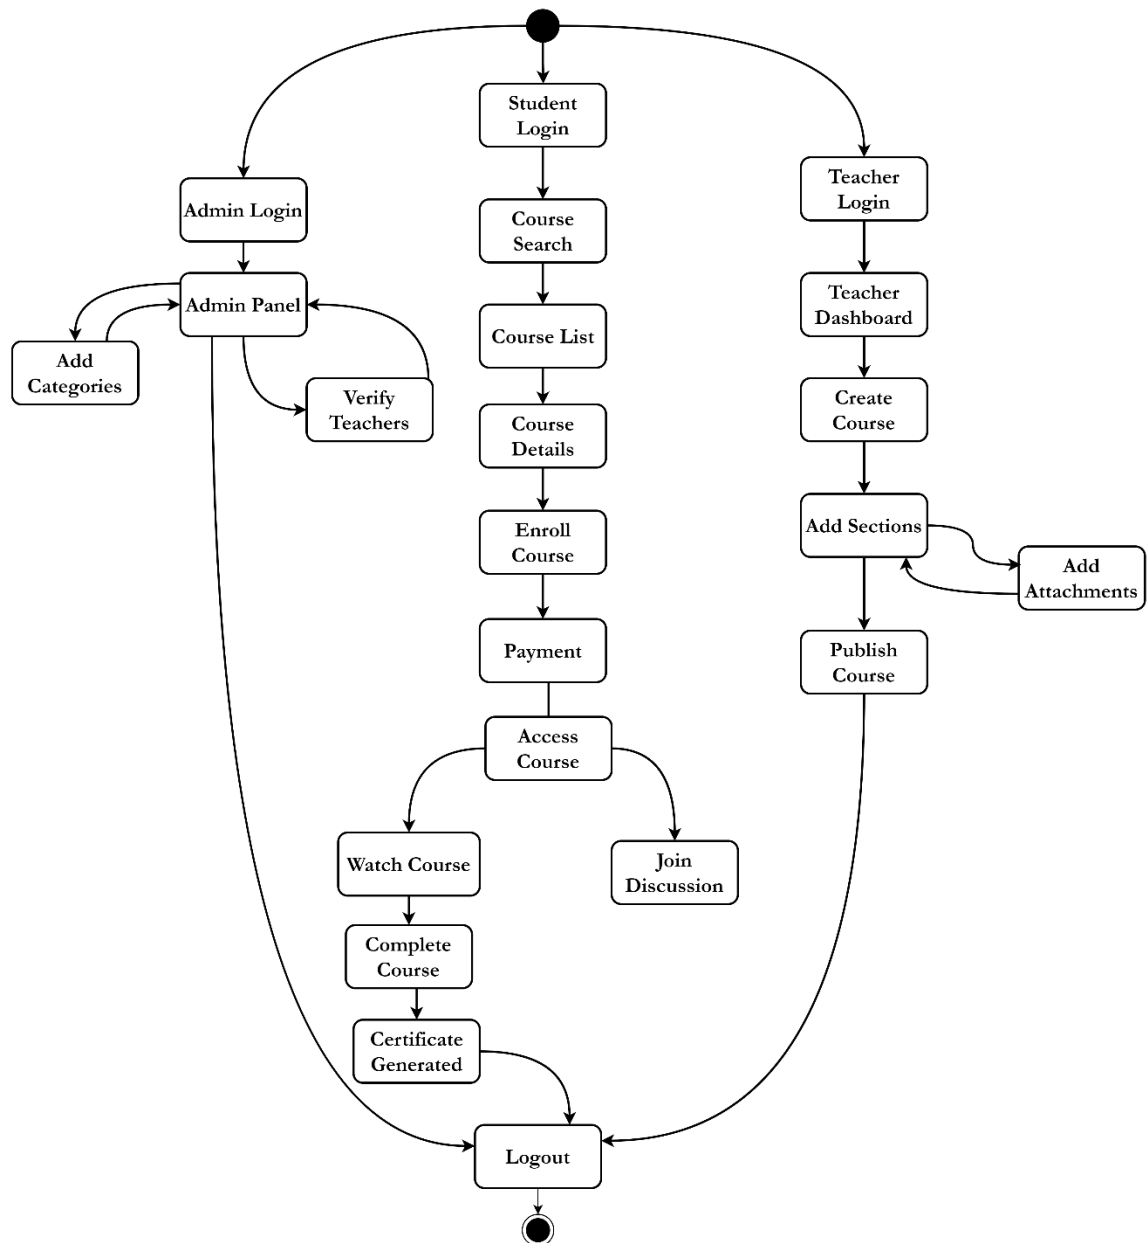 Student
Login
Admin Login
Teacher
Login
Course
Search
Admin Panel
Teacher
Dashboard
Course List
Add
Categories
Verify
Teachers
Create
Course
Course
Details
Enroll
Course
Add Sections
Add
Attachments
Payment
Publish
Course
Access
Course
Watch Course
Join
Discussion
Complete
Course
Certificate
Generated
Logout